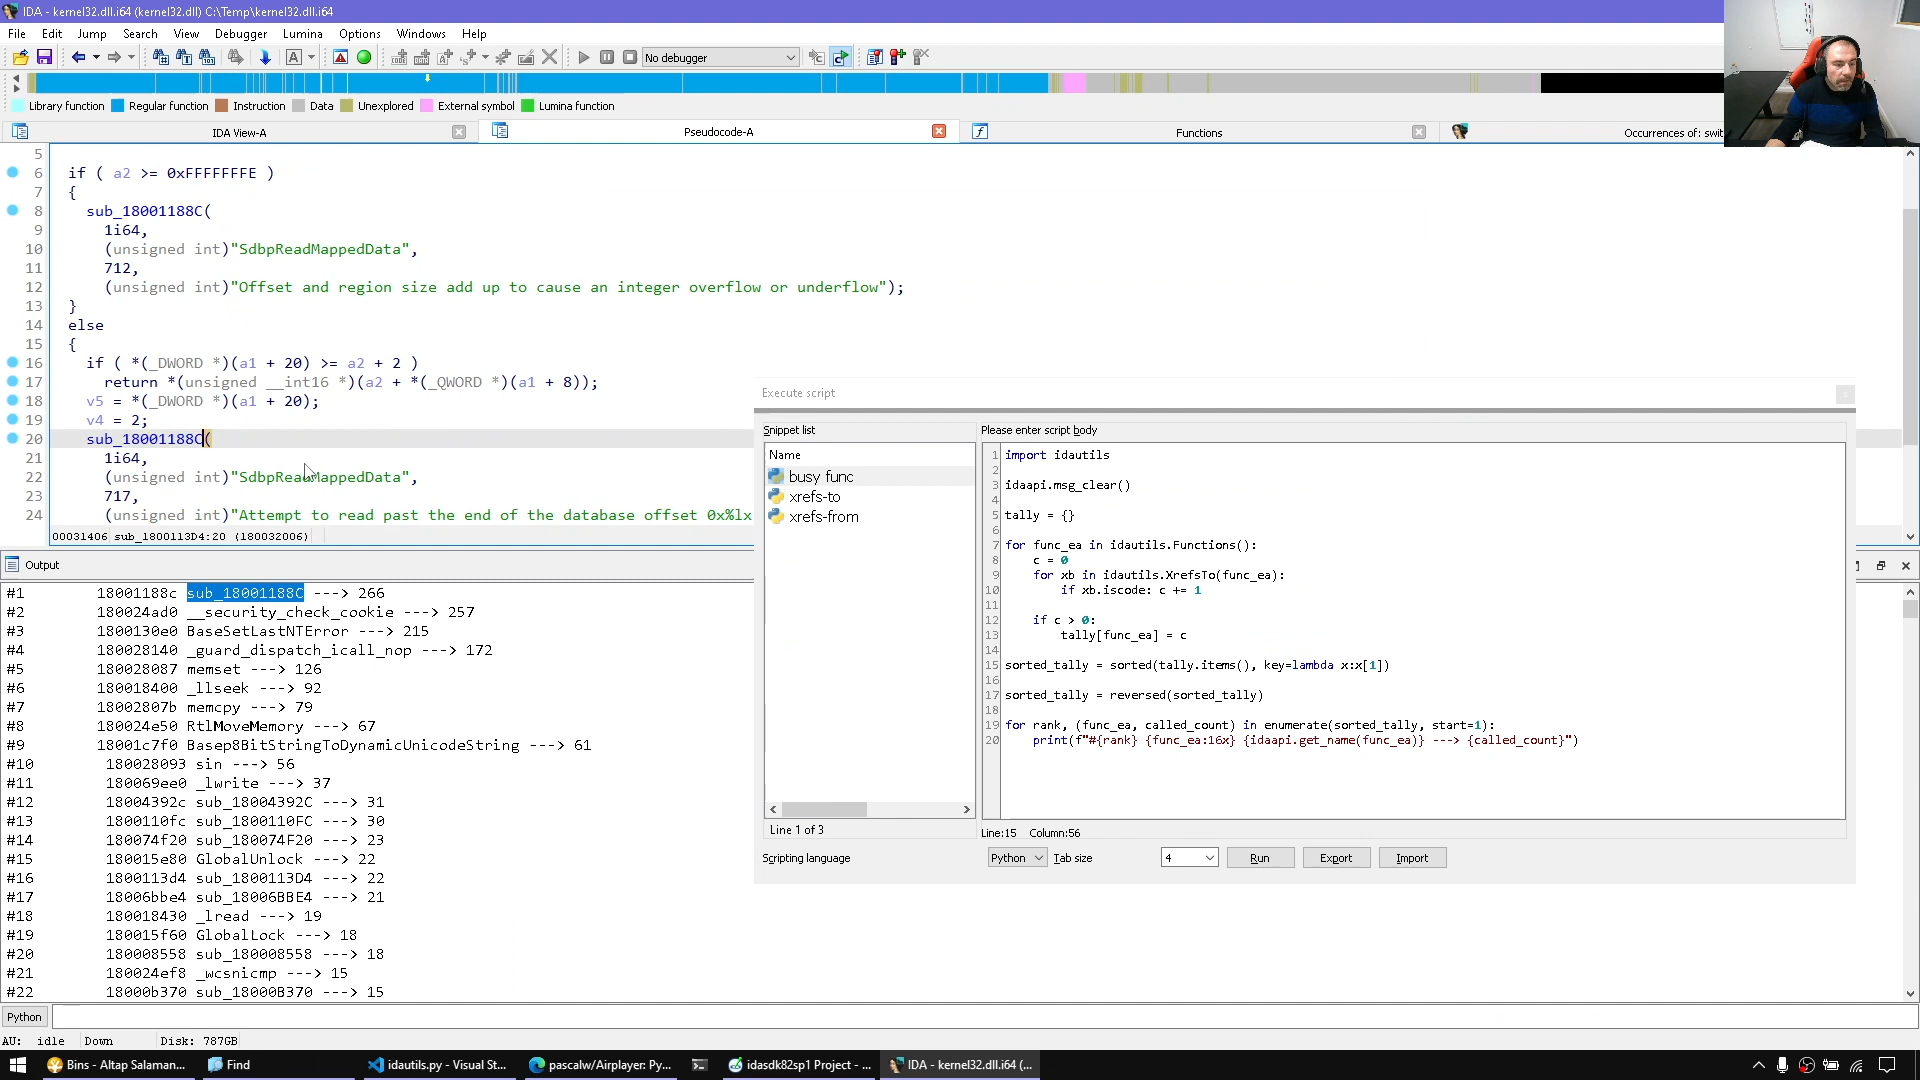 IDA - kernel32.dll.i64 (kernel32.dll) C:\Temp\kernel32.dll.i64
File Edit Jump Search View Debugger Lumina Options Windows Help
A No debugger
Library function Regular function Instruction Data Unexplored External symbol Lumina function
IDA View-A Pseudocode-A Functions Occurrences of: swit
5
6 if ( a2 >= 0xFFFFFFFE )
7 {
8 sub_18001188C(
9 1i64,
10 (unsigned int)"SdbpReadMappedData",
11 712,
12 (unsigned int)"Offset and region size add up to cause an integer overflow or underflow");
13 }
14 else
15 {
16 if ( *(_DWORD *)(a1 + 20) >= a2 + 2 )
17 return *(unsigned __int16 *)(a2 + *(_QWORD *)(a1 + 8));
18 v5 = *(_DWORD *)(a1 + 20);
19 v4 = 2;
20 sub_18001188C(
21 1i64,
22 (unsigned int)"SdbpReadMappedData",
23 717,
24 (unsigned int)"Attempt to read past the end of the database offset 0x%lx
00031406 sub_1800113D4:20 (180032006)
Output
#1 18001188c sub_18001188C ---> 266
#2 180024ad0 __security_check_cookie ---> 257
#3 1800130e0 BaseSetLastNTError ---> 215
#4 180028140 _guard_dispatch_icall_nop ---> 172
#5 180028087 memset ---> 126
#6 180018400 _llseek ---> 92
#7 18002807b memcpy ---> 79
#8 180024e50 RtlMoveMemory ---> 67
#9 18001c7f0 Basep8BitStringToDynamicUnicodeString ---> 61
#10 180028093 sin ---> 56
#11 180069ee0 _lwrite ---> 37
#12 18004392c sub_18004392C ---> 31
#13 1800110fc sub_1800110FC ---> 30
#14 180074f20 sub_180074F20 ---> 23
#15 180015e80 GlobalUnlock ---> 22
#16 1800113d4 sub_1800113D4 ---> 22
#17 18006bbe4 sub_18006BBE4 ---> 21
#18 180018430 _lread ---> 19
#19 180015f60 GlobalLock ---> 18
#20 180008558 sub_180008558 ---> 18
#21 180024ef8 _wcsnicmp ---> 15
#22 18000b370 sub_18000B370 ---> 15
Execute script
Snippet list
Name
busy func
xrefs-to
xrefs-from
Line 1 of 3
Please enter script body
1 import idautils
2
3 idaapi.msg_clear()
4
5 tally = {}
6
7 for func_ea in idautils.Functions():
8 c = 0
9 for xb in idautils.XrefsTo(func_ea):
10 if xb.iscode: c += 1
11
12 if c > 0:
13 tally[func_ea] = c
14
15 sorted_tally = sorted(tally.items(), key=lambda x:x[1])
16
17 sorted_tally = reversed(sorted_tally)
18
19 for rank, (func_ea, called_count) in enumerate(sorted_tally, start=1):
20 print(f"#{rank} {func_ea:16x} {idaapi.get_name(func_ea)} ---> {called_count}")
Line:15 Column:56
Scripting language Python Tab size 4 Run Export Import
Python
AU: idle Down Disk: 787GB
Bins - Altap Salaman... Find idautils.py - Visual St... pascalw/Airplayer: Py... idasdk82sp1 Project - ... IDA - kernel32.dll.i64 (...